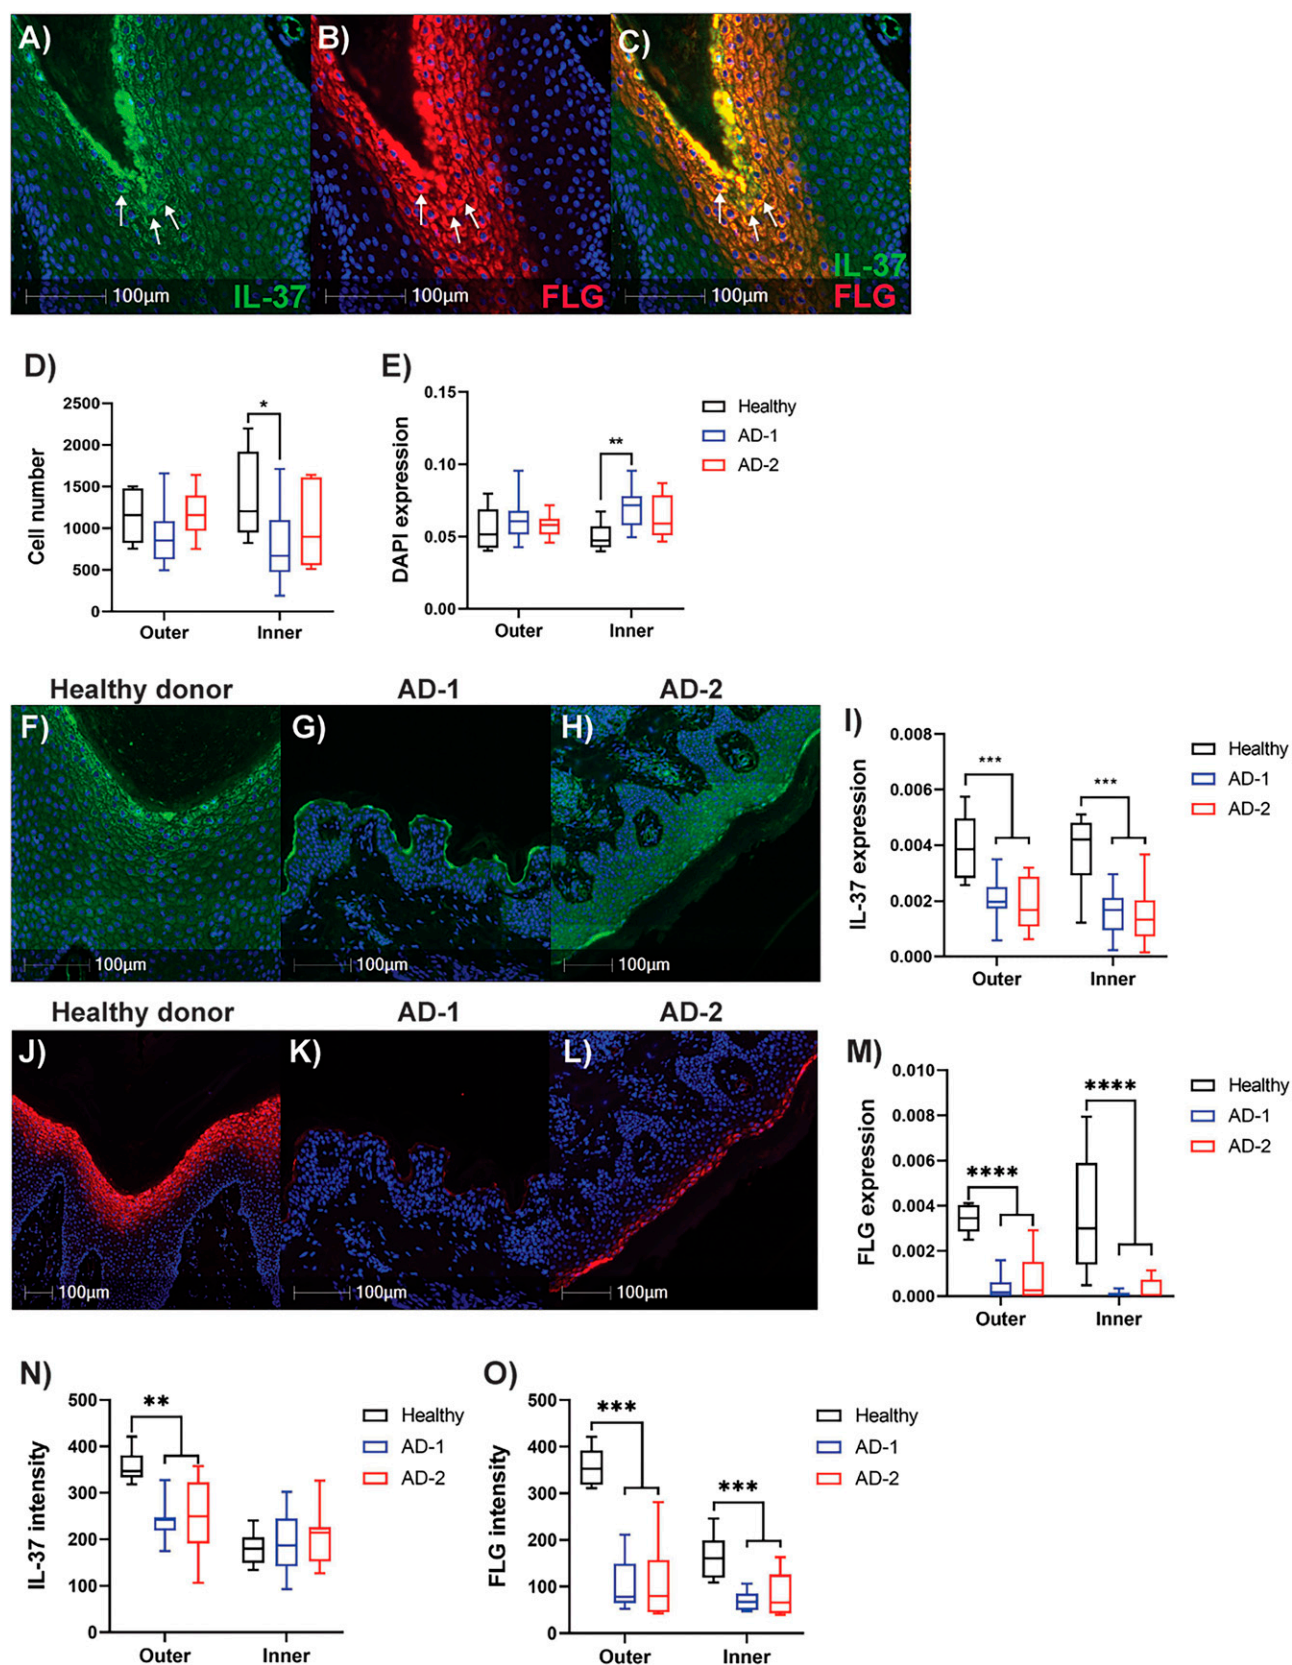 A) B) C)
IL-37
FLG
100µm IL-37 100µm FLG 100µm FLG
D) E)
2500
2000
1500
1000
500
0
Cell number
*
Outer Inner
0.15
0.10
0.05
0.00
DAPI expression
**
Outer Inner
Healthy
AD-1
AD-2
Healthy donor AD-1 AD-2
F) G) H) I)
100µm 100µm 100µm
0.008
0.006
0.004
0.002
0.000
IL-37 expression
*** ***
Outer Inner
Healthy
AD-1
AD-2
Healthy donor AD-1 AD-2
J) K) L) M)
100µm 100µm 100µm
0.010
0.008
0.006
0.004
0.002
0.000
FLG expression
**** ****
Outer Inner
Healthy
AD-1
AD-2
N) O)
500
400
300
200
100
0
IL-37 intensity
**
Outer Inner
Healthy
AD-1
AD-2
500
400
300
200
100
0
FLG intensity
*** ***
Outer Inner
Healthy
AD-1
AD-2